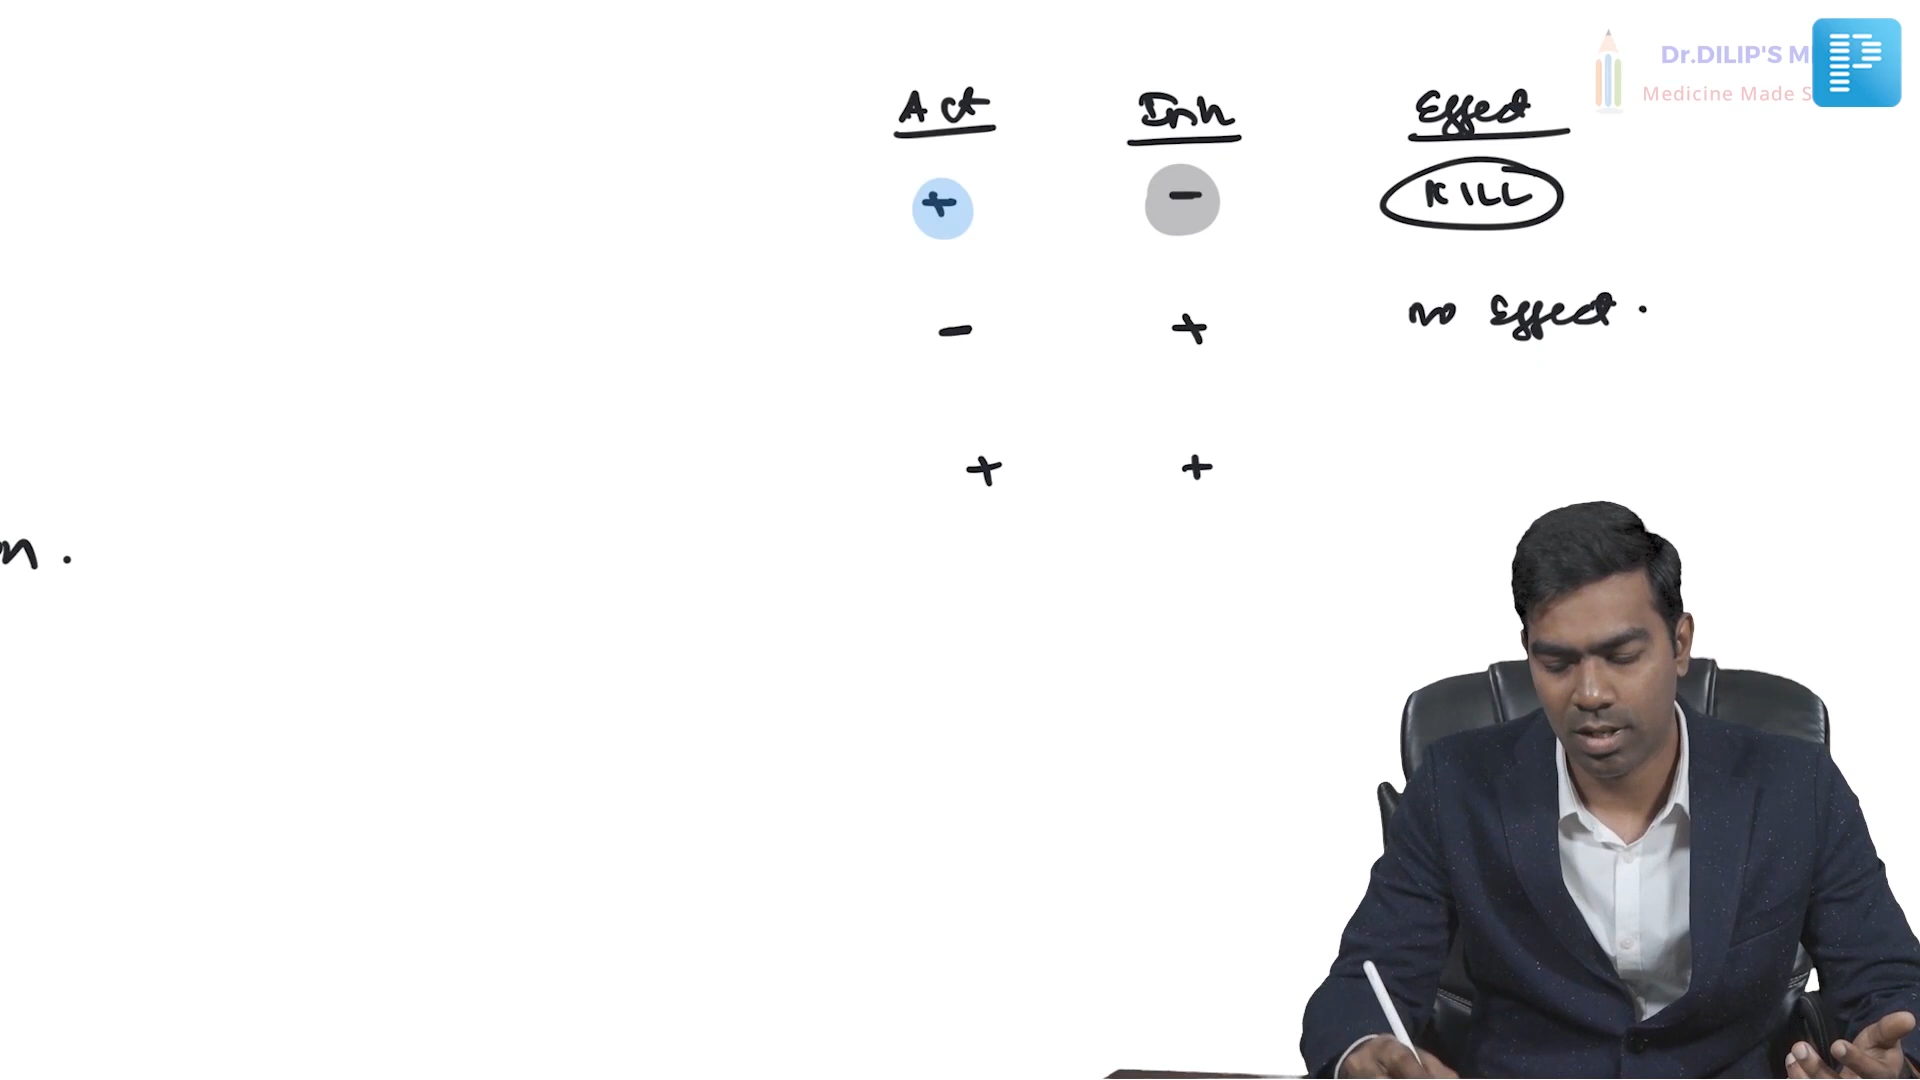 Dr.DILIP'S M
Medicine Made S
Act Inh Effect
+ - KILL
- + no Effect.
+ +
n.